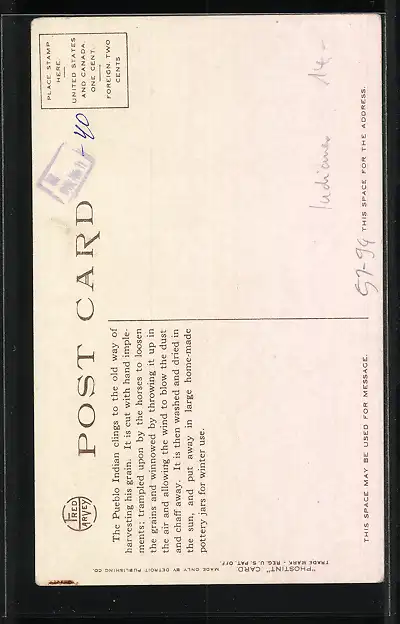 PLACE STAMP
HERE.
UNITED STATES
AND CANADA,
ONE CENT.
FOREIGN, TWO
CENTS
-40
POST CARD
FRED
HARVEY
The Pueblo Indian clings to the old way of
harvesting his grain. It is cut with hand imple-
ments; trampled upon by the horses to loosen
the grains and winnowed by throwing it up in
the air and allowing the wind to blow the dust
and chaff away. It is then washed and dried in
the sun, and put away in large home-made
pottery jars for winter use.
Indianer 14-
57-94
THIS SPACE FOR THE ADDRESS.
THIS SPACE MAY BE USED FOR MESSAGE.
"PHOSTINT" CARD
TRADE MARK - REG. U. S. PAT. OFF.
MADE ONLY BY DETROIT PUBLISHING CO.